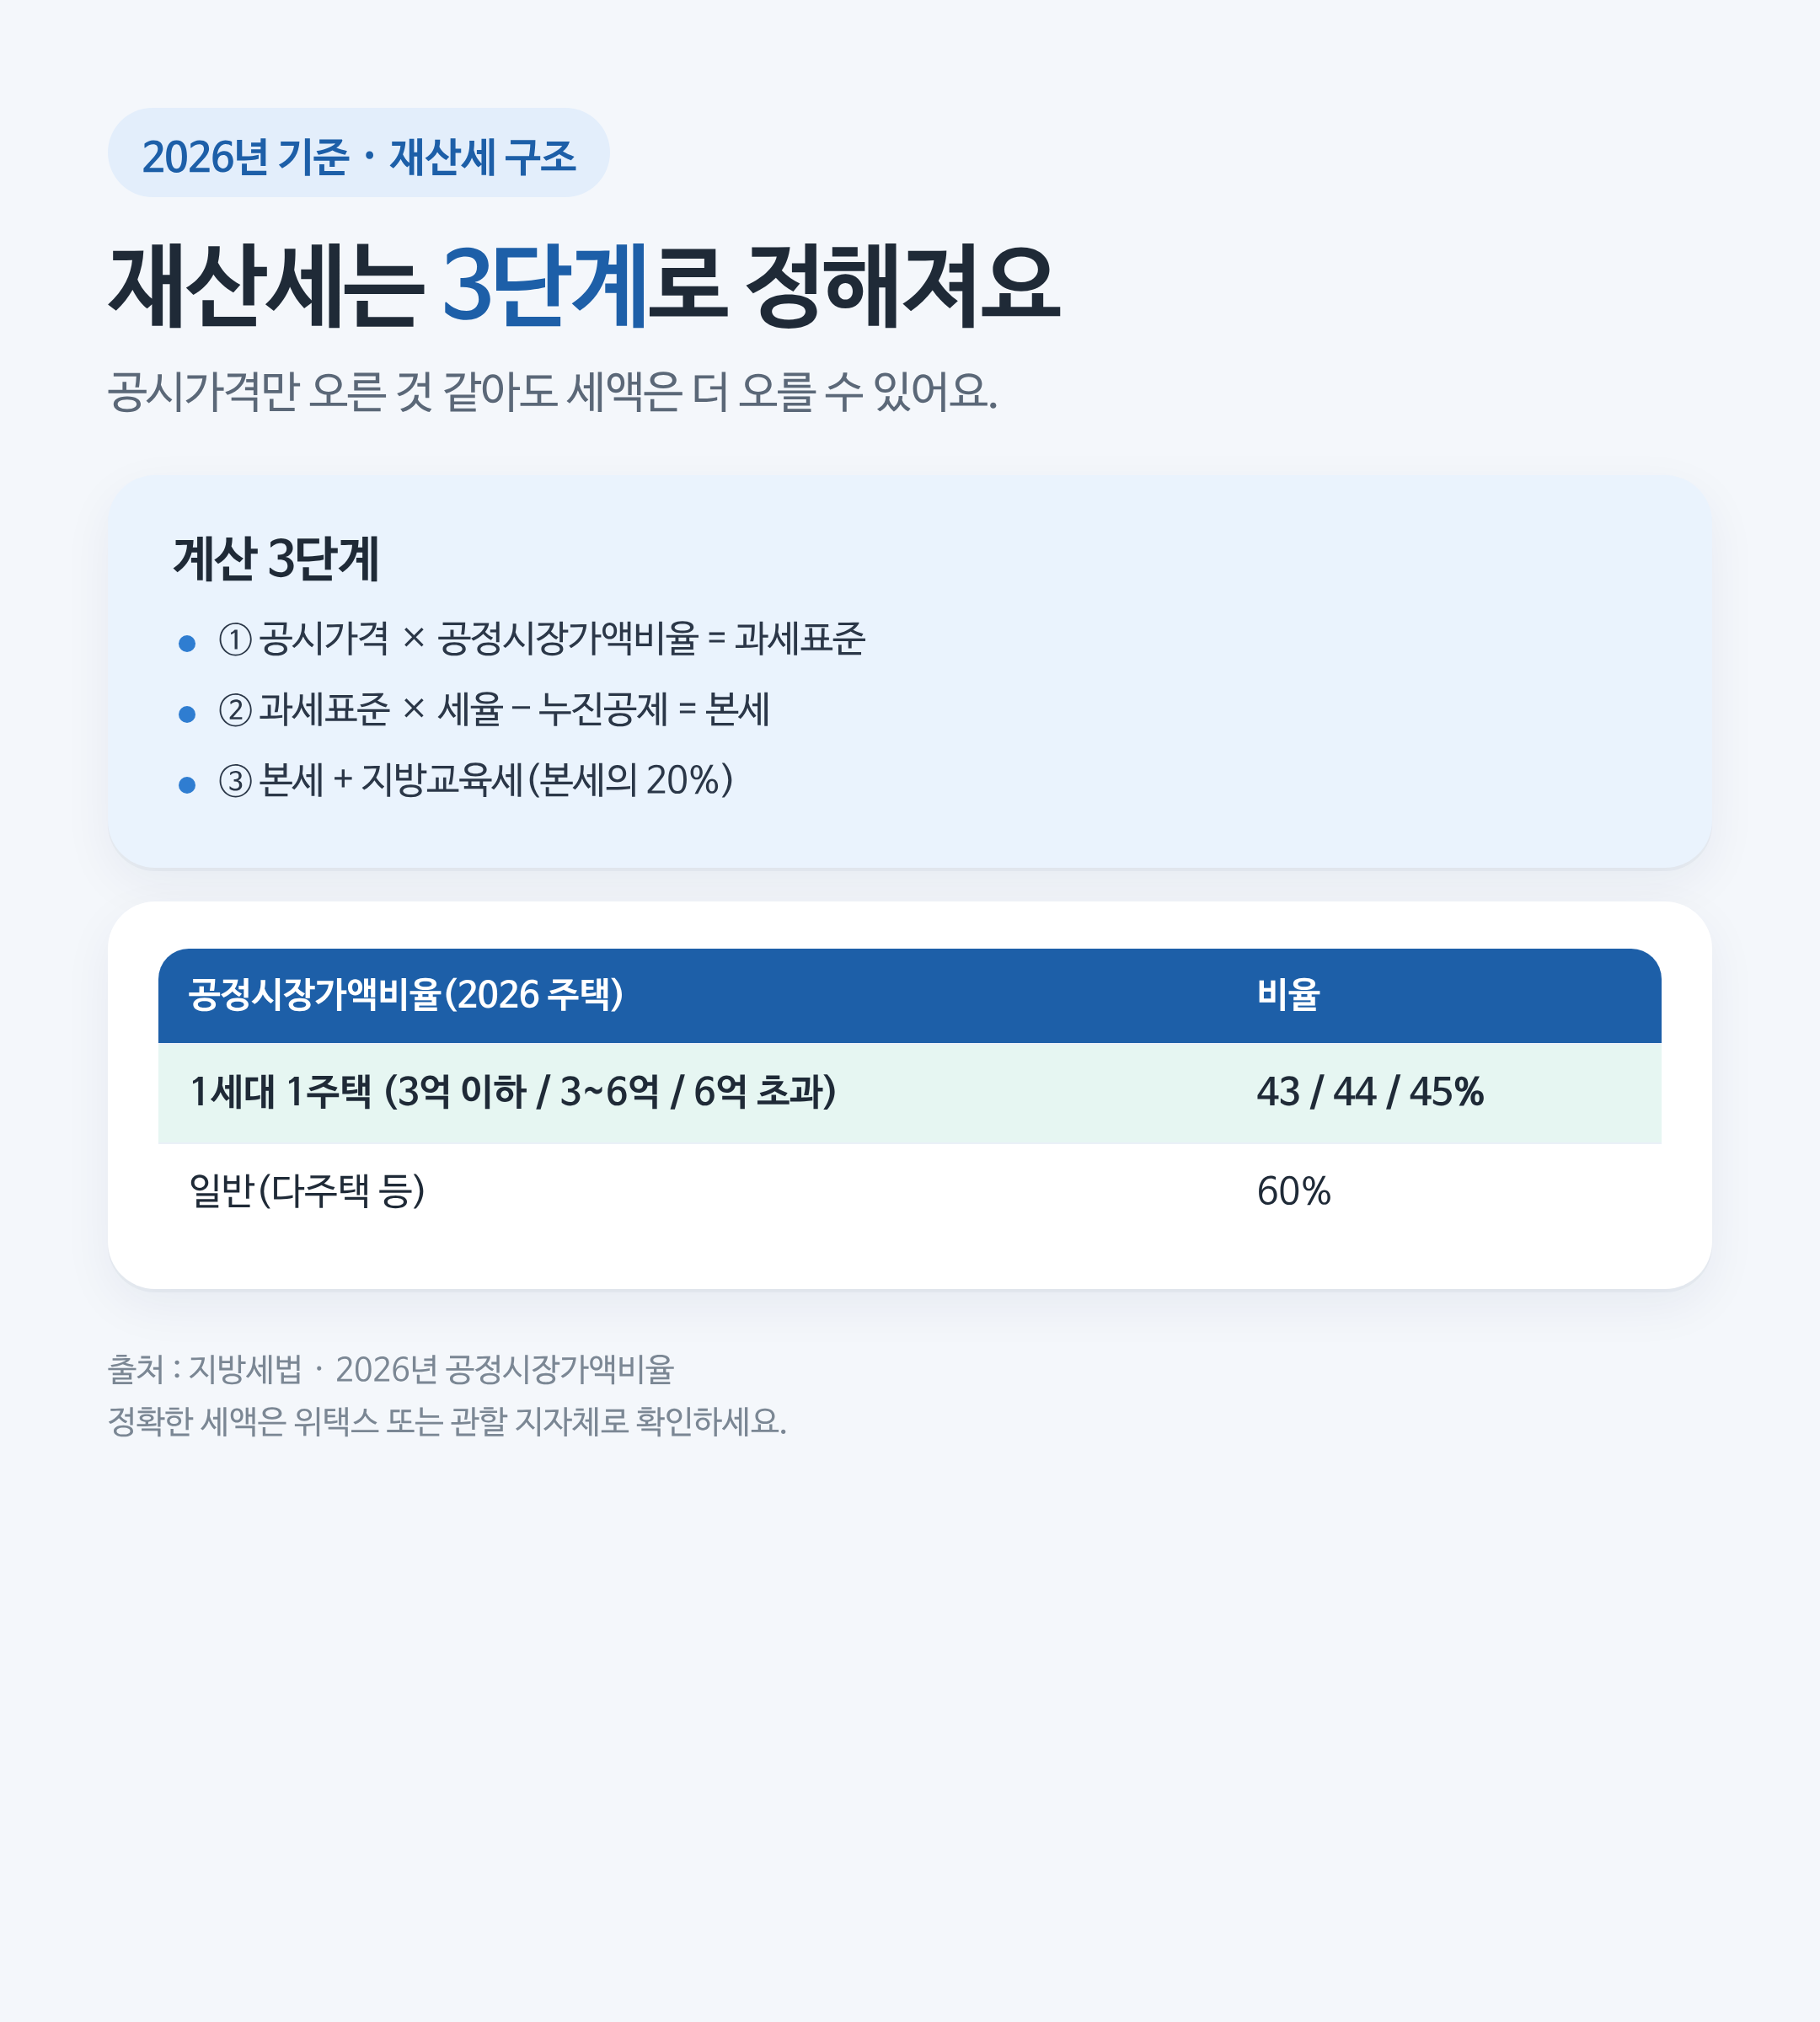 2026년 기준 · 재산세 구조
재산세는 3단계로 정해져요
공시가격만 오른 것 같아도 세액은 더 오를 수 있어요.
계산 3단계
① 공시가격 × 공정시장가액비율 = 과세표준
② 과세표준 × 세율 − 누진공제 = 본세
③ 본세 + 지방교육세(본세의 20%)
공정시장가액비율(2026 주택) 비율
1세대 1주택 (3억 이하 / 3~6억 / 6억 초과) 43 / 44 / 45%
일반(다주택 등) 60%
출처 : 지방세법 · 2026년 공정시장가액비율
정확한 세액은 위택스 또는 관할 지자체로 확인하세요.